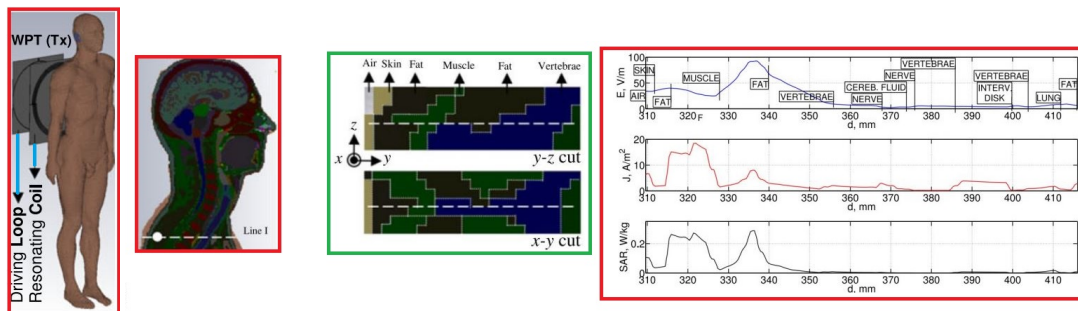 WPT (Tx)
Driving Loop
Resonating Coil
Line I
Air Skin Fat Muscle Fat Vertebrae
z
x y
y-z cut
x-y cut
E, V/m
100
50
0
SKIN
AIR
FAT
MUSCLE
FAT
VERTEBRAE
CEREB. FLUID
NERVE
NERVE
VERTEBRAE
VERTEBRAE
INTERV.
DISK
LUNG
FAT
310 320 F 330 340 350 360 370 380 390 400 410
d, mm
J, A/m²
20
10
0
310 320 330 340 350 360 370 380 390 400 410
d, mm
SAR, W/kg
0.2
0
310 320 330 340 350 360 370 380 390 400 410
d, mm